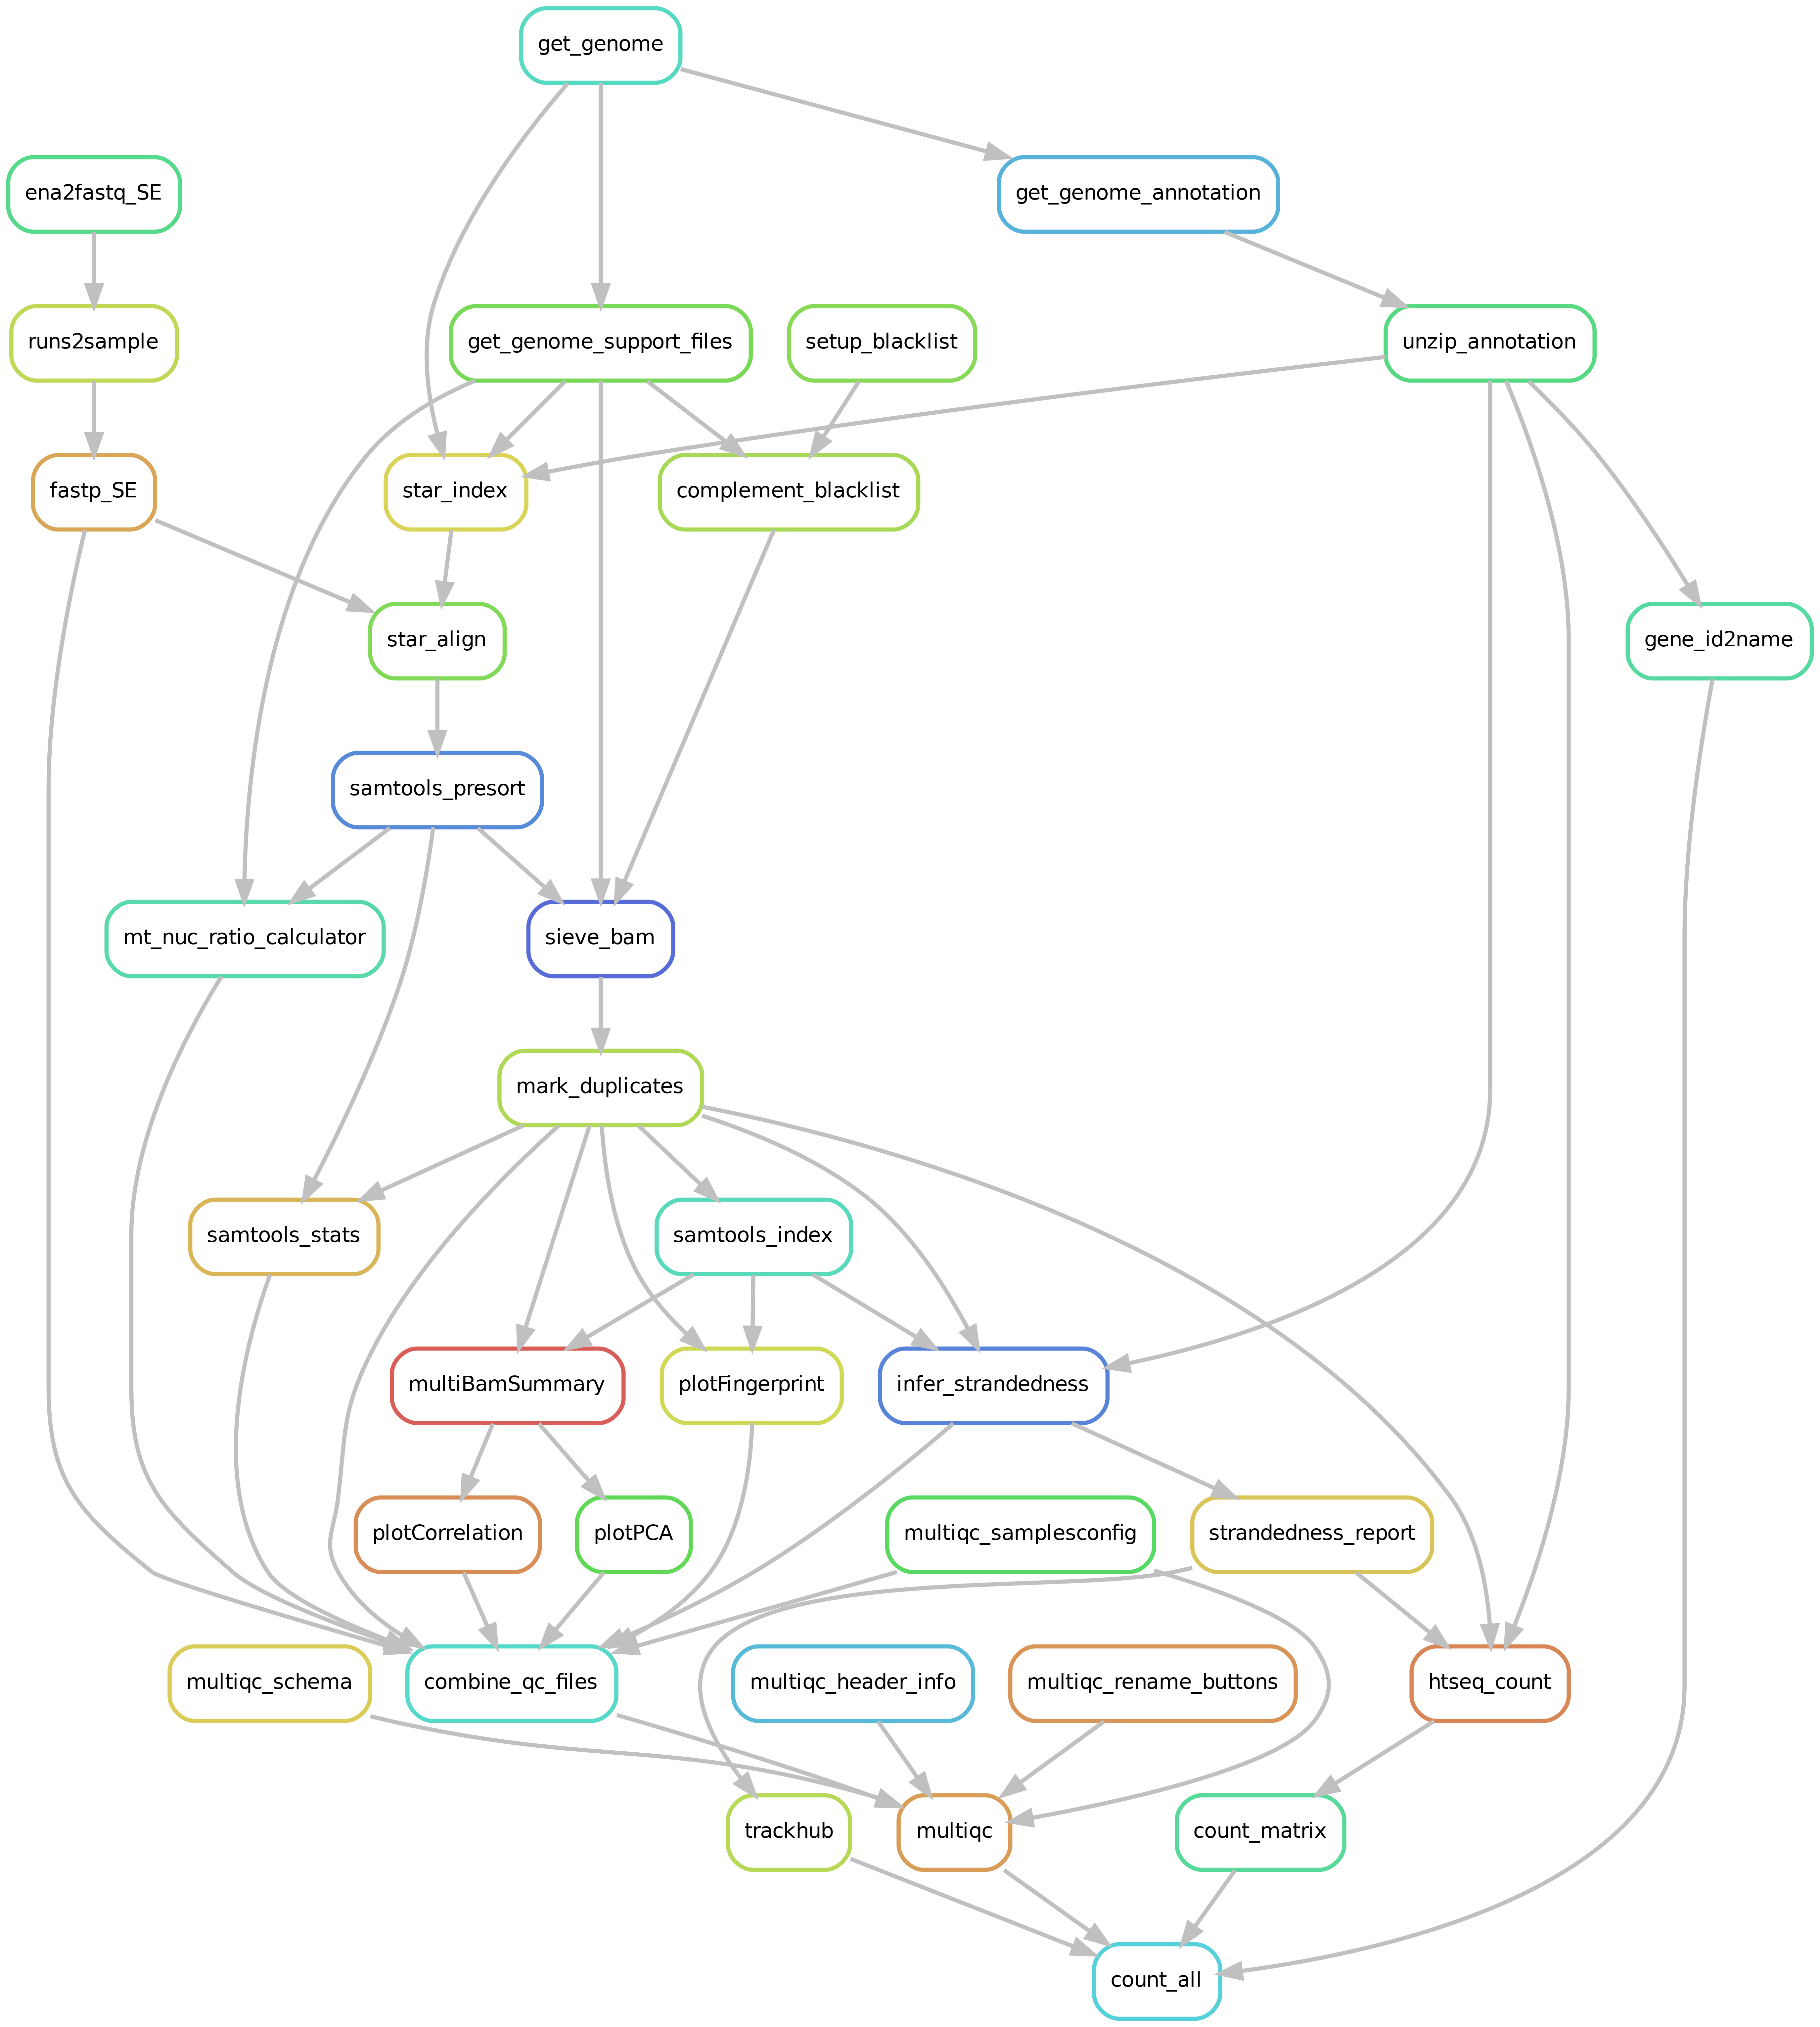 get_genome
ena2fastq_SE
get_genome_annotation
runs2sample
get_genome_support_files
setup_blacklist
unzip_annotation
fastp_SE
star_index
complement_blacklist
star_align
gene_id2name
samtools_presort
mt_nuc_ratio_calculator
sieve_bam
mark_duplicates
samtools_stats
samtools_index
multiBamSummary
plotFingerprint
infer_strandedness
plotCorrelation
plotPCA
multiqc_samplesconfig
strandedness_report
multiqc_schema
combine_qc_files
multiqc_header_info
multiqc_rename_buttons
htseq_count
trackhub
multiqc
count_matrix
count_all